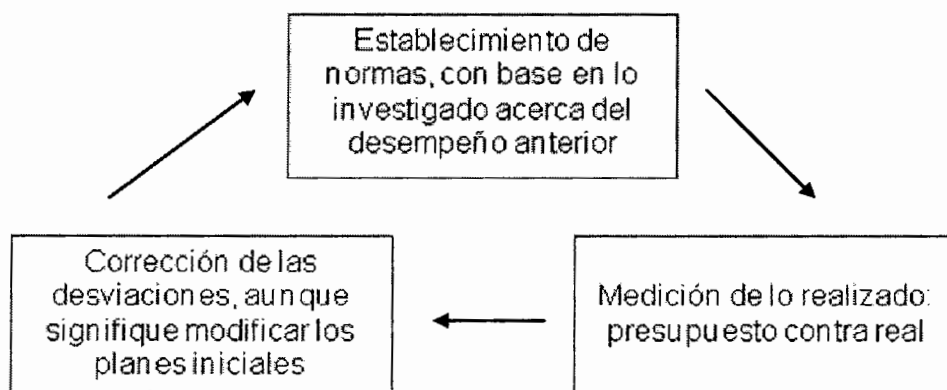 Establecimiento de
normas, con base en lo
investigado acerca del
desempeño anterior
Corrección de las
desviaciones, aunque
signifique modificar los
planes iniciales
Medición de lo realizado:
presupuesto contra real